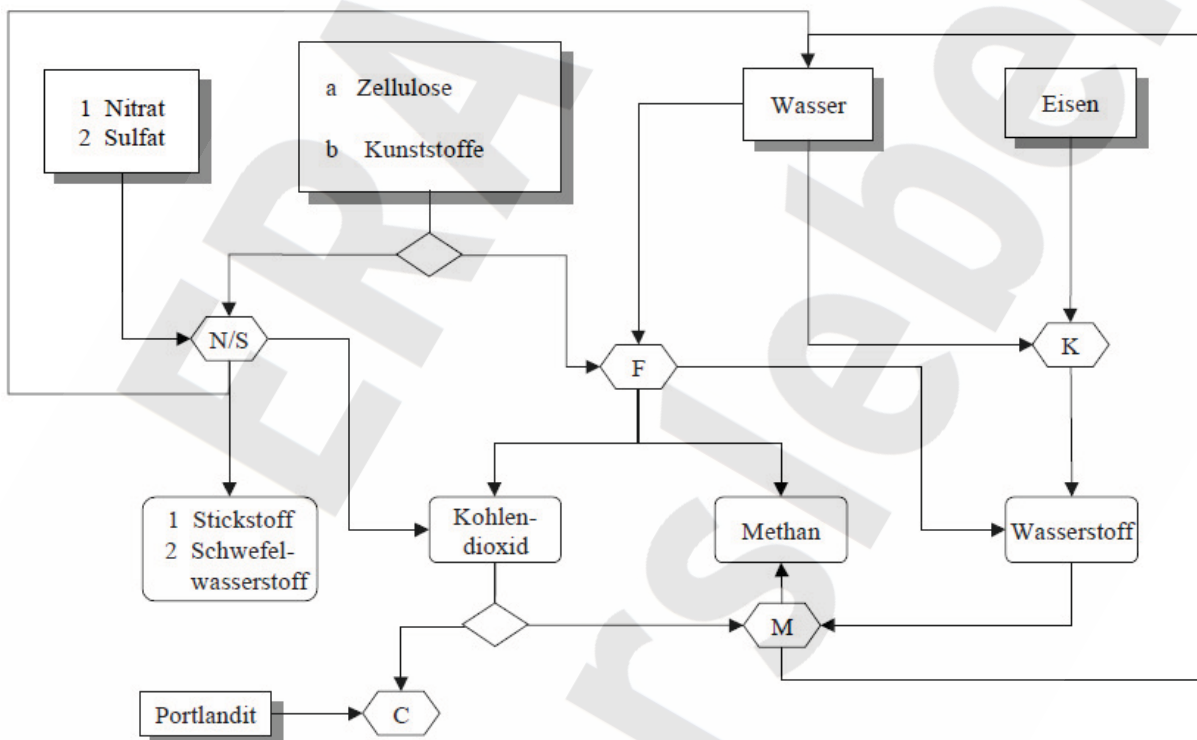 1 Nitrat
2 Sulfat
a Zellulose
b Kunststoffe
Wasser
Eisen
N/S
F
K
1 Stickstoff
2 Schwefel-
wasserstoff
Kohlen-
dioxid
Methan
Wasserstoff
M
Portlandit
C